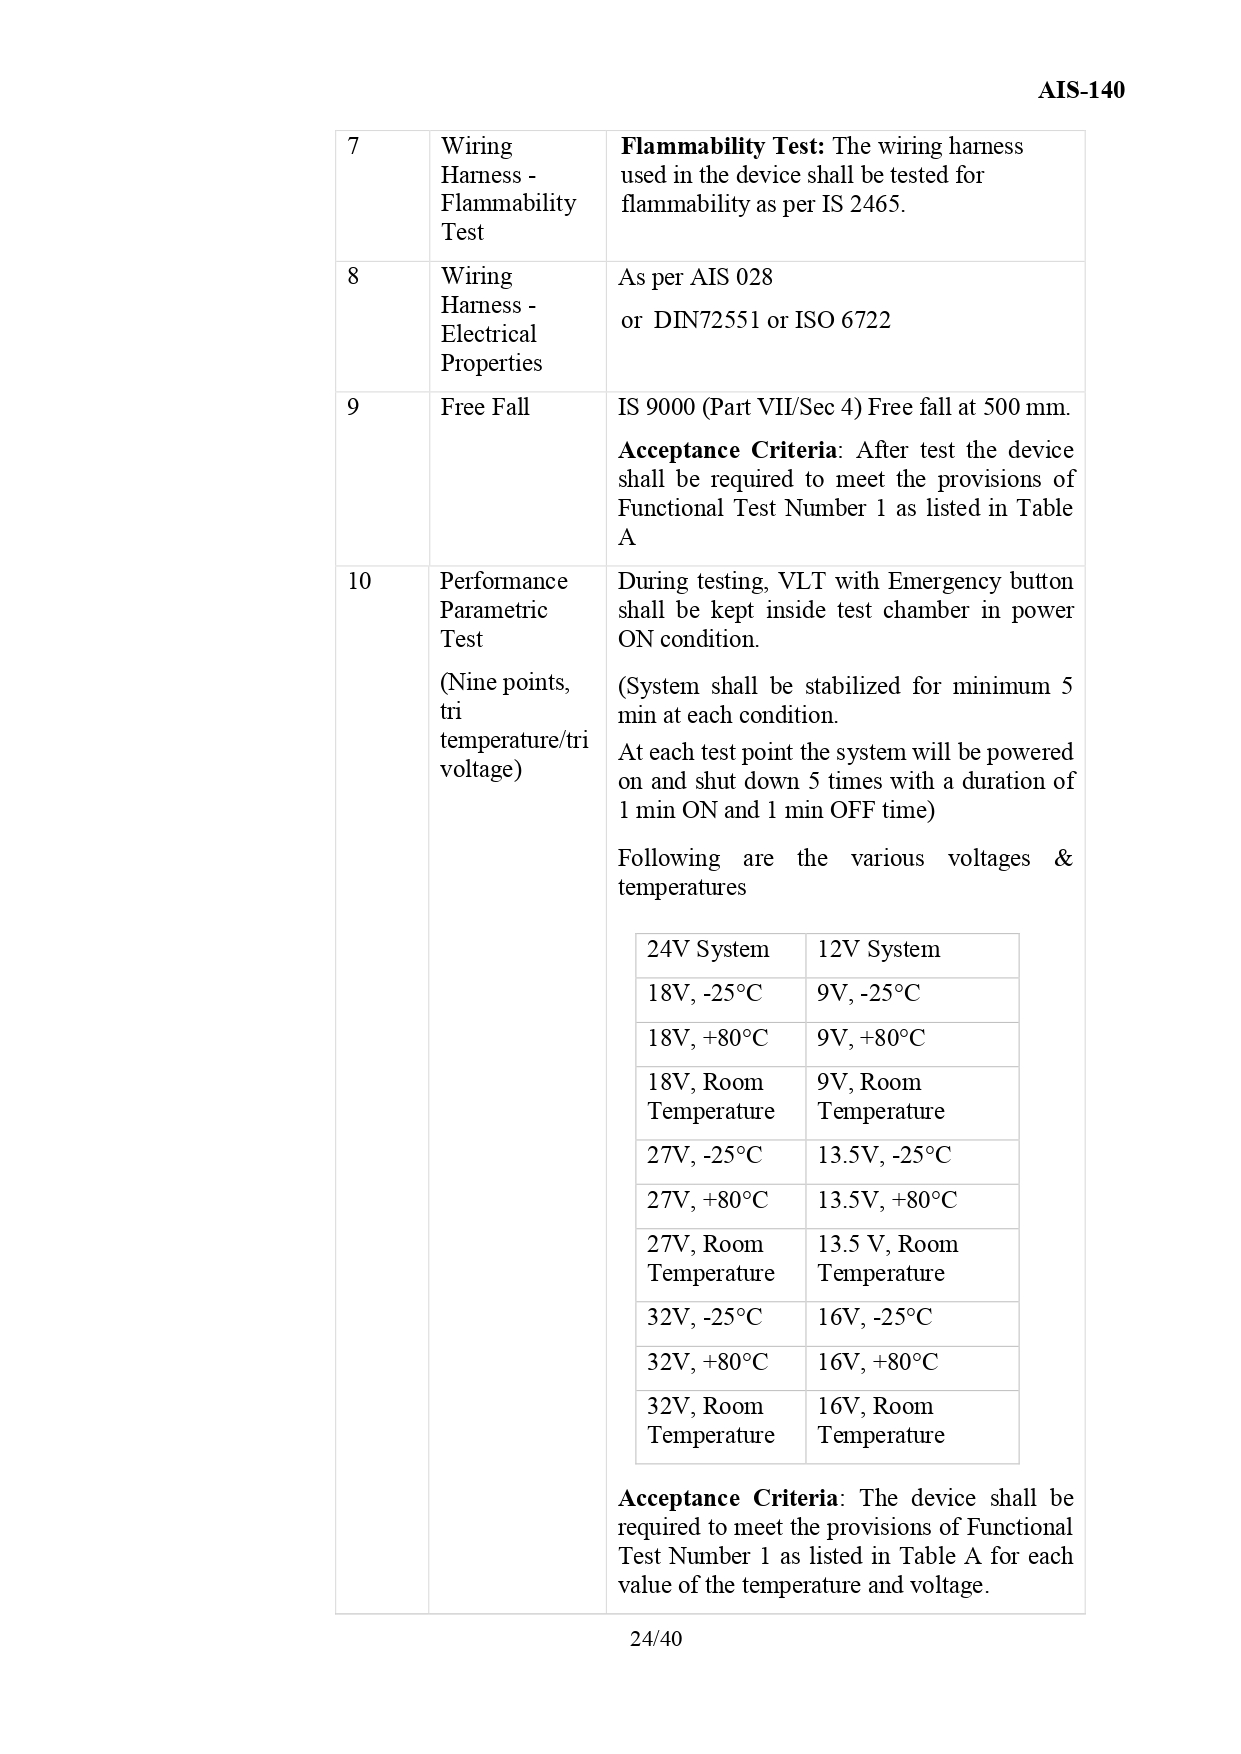 AIS-140
7
Wiring
Harness -
Flammability
Test
Flammability Test: The wiring harness
used in the device shall be tested for
flammability as per IS 2465.
8
Wiring
Harness -
Electrical
Properties
As per AIS 028
or DIN72551 or ISO 6722
9
Free Fall
IS 9000 (Part VII/Sec 4) Free fall at 500 mm.
Acceptance Criteria: After test the device
shall be required to meet the provisions of
Functional Test Number 1 as listed in Table
A
10
Performance
Parametric
Test
(Nine points,
tri
temperature/tri
voltage)
During testing, VLT with Emergency button
shall be kept inside test chamber in power
ON condition.
(System shall be stabilized for minimum 5
min at each condition.
At each test point the system will be powered
on and shut down 5 times with a duration of
1 min ON and 1 min OFF time)
Following are the various voltages &
temperatures
24V System 12V System
18V, -25°C 9V, -25°C
18V, +80°C 9V, +80°C
18V, Room 9V, Room
Temperature Temperature
27V, -25°C 13.5V, -25°C
27V, +80°C 13.5V, +80°C
27V, Room 13.5 V, Room
Temperature Temperature
32V, -25°C 16V, -25°C
32V, +80°C 16V, +80°C
32V, Room 16V, Room
Temperature Temperature
Acceptance Criteria: The device shall be
required to meet the provisions of Functional
Test Number 1 as listed in Table A for each
value of the temperature and voltage.
24/40